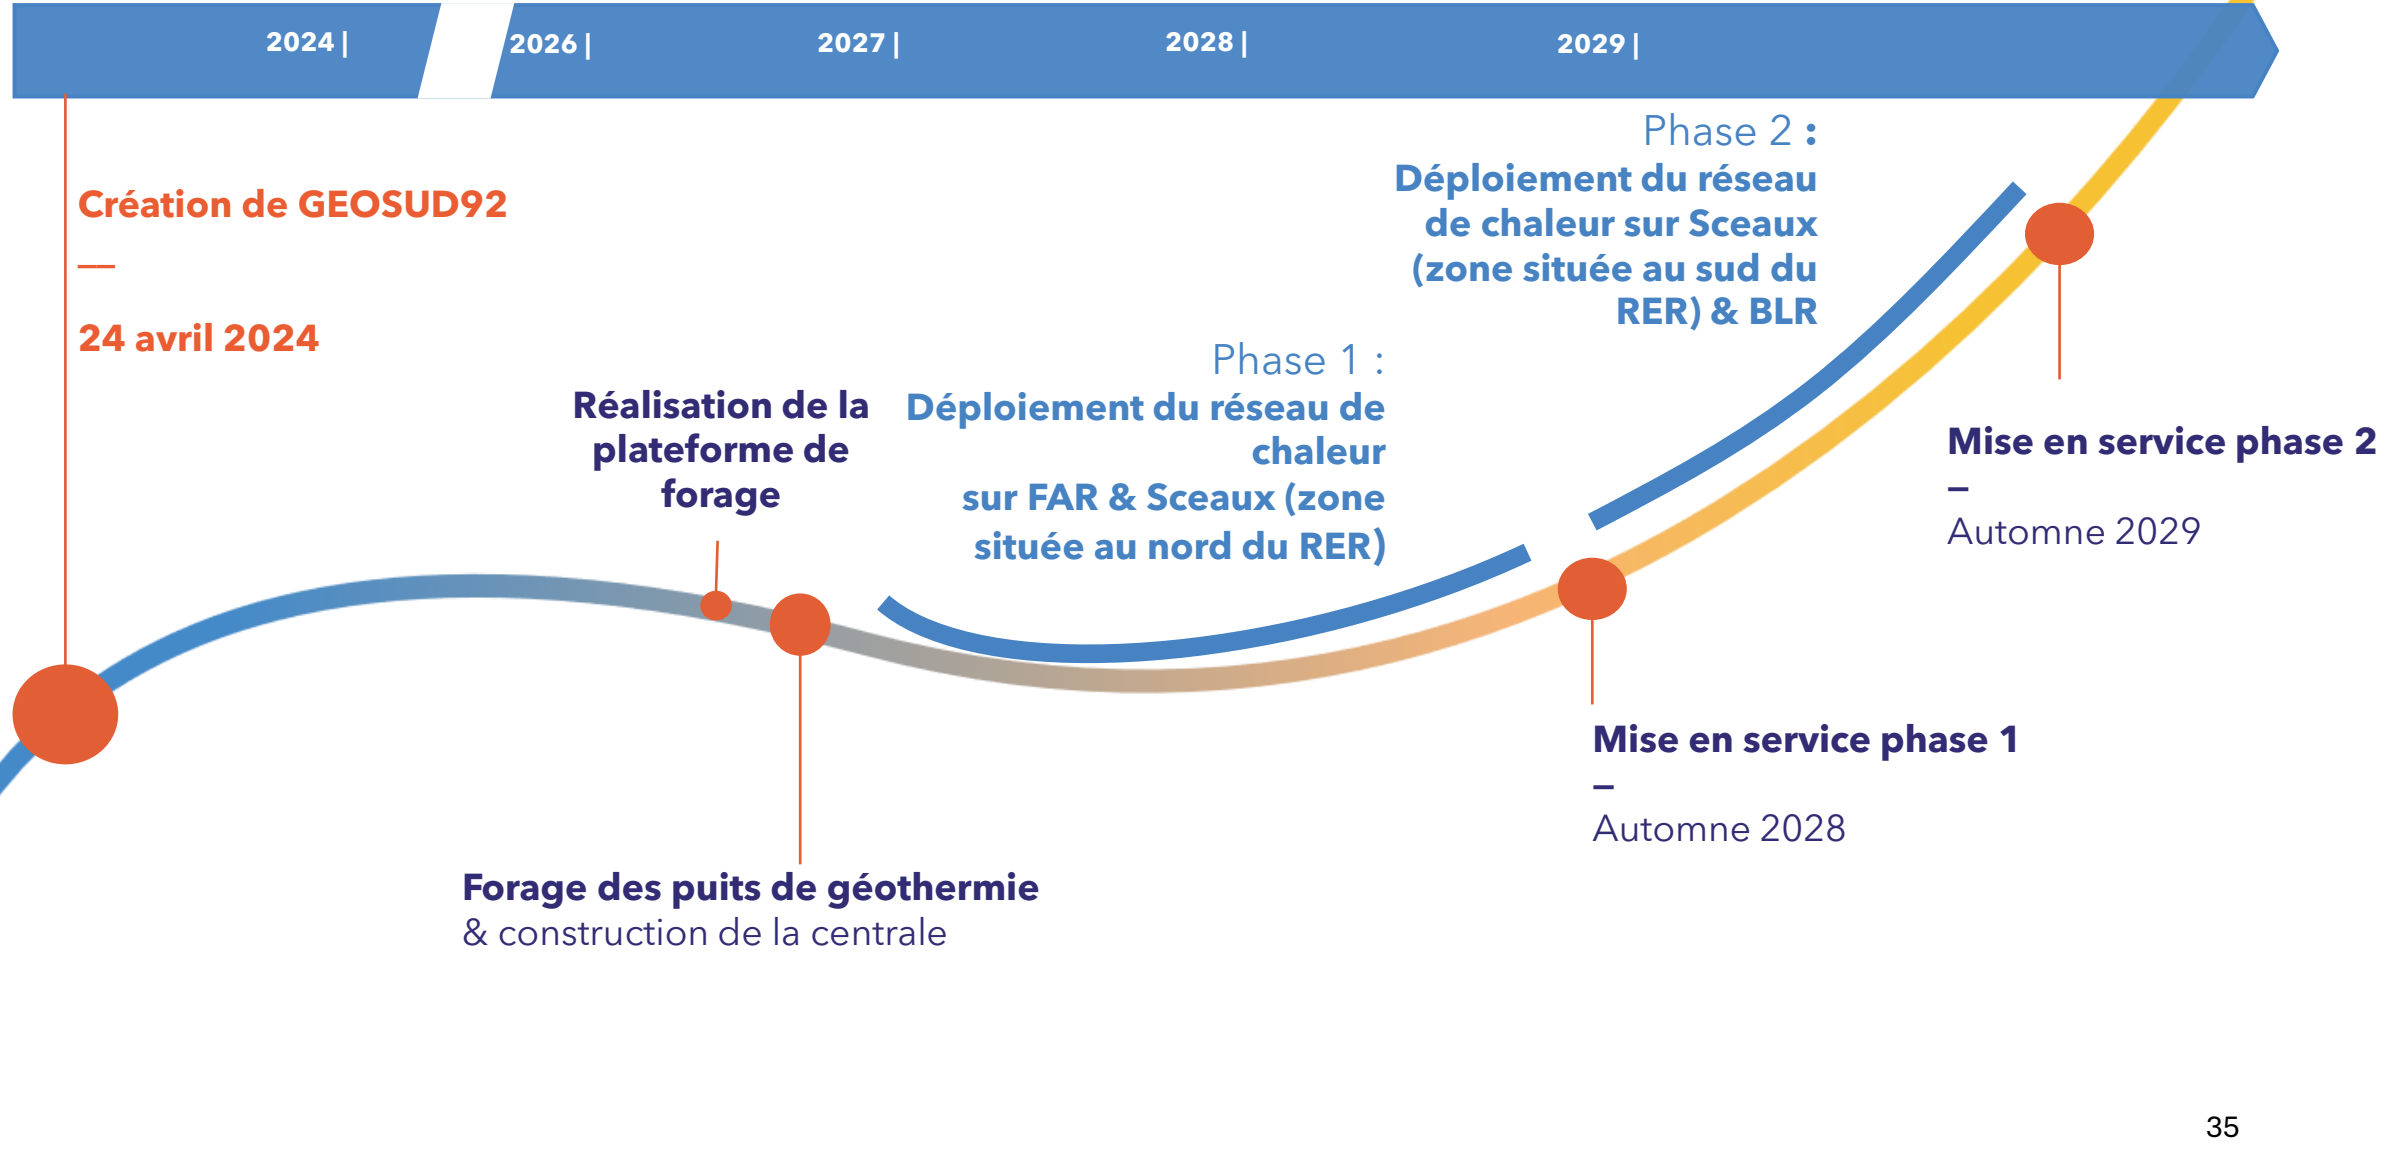 2024 |
2026 |
2027 |
2028 |
2029 |
Création de GEOSUD92
—
24 avril 2024
Réalisation de la
plateforme de
forage
Forage des puits de géothermie
& construction de la centrale
Phase 1 :
Déploiement du réseau de
chaleur
sur FAR & Sceaux (zone
située au nord du RER)
Phase 2 :
Déploiement du réseau
de chaleur sur Sceaux
(zone située au sud du
RER) & BLR
Mise en service phase 1
–
Automne 2028
Mise en service phase 2
–
Automne 2029
35